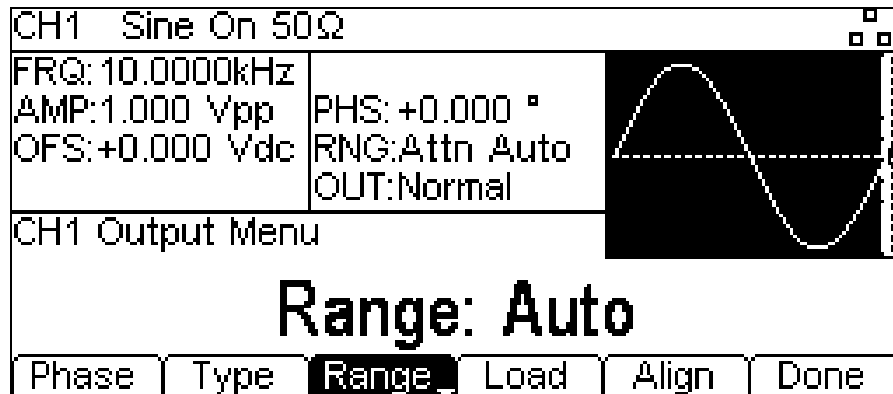 CH1 Sine On 50Ω
FRQ:10.0000kHz
AMP:1.000 Vpp
OFS:+0.000 Vdc
PHS:+0.000 °
RNG:Attn Auto
OUT:Normal
CH1 Output Menu
Range: Auto
Phase Type Range Load Align Done